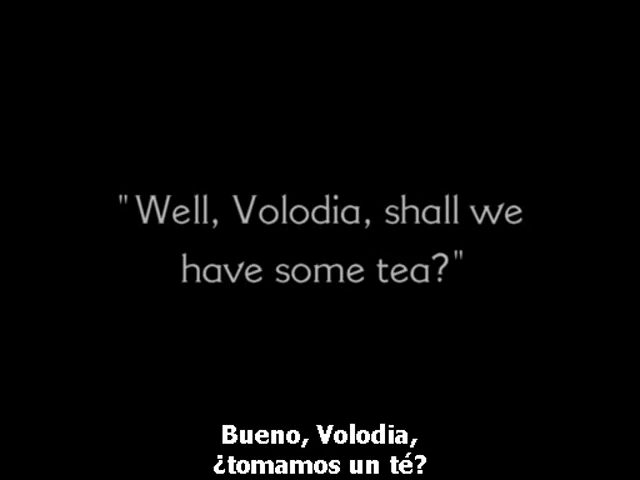 "Well, Volodia, shall we
have some tea?"
Bueno, Volodia,
¿tomamos un té?